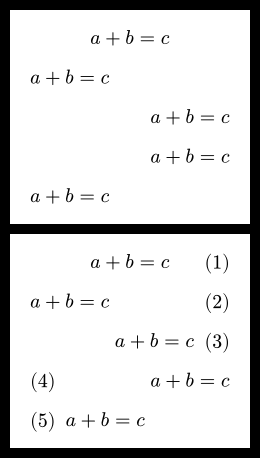 a + b = c
a + b = c
a + b = c
a + b = c
a + b = c
a + b = c (1)
a + b = c (2)
a + b = c (3)
(4) a + b = c
(5) a + b = c